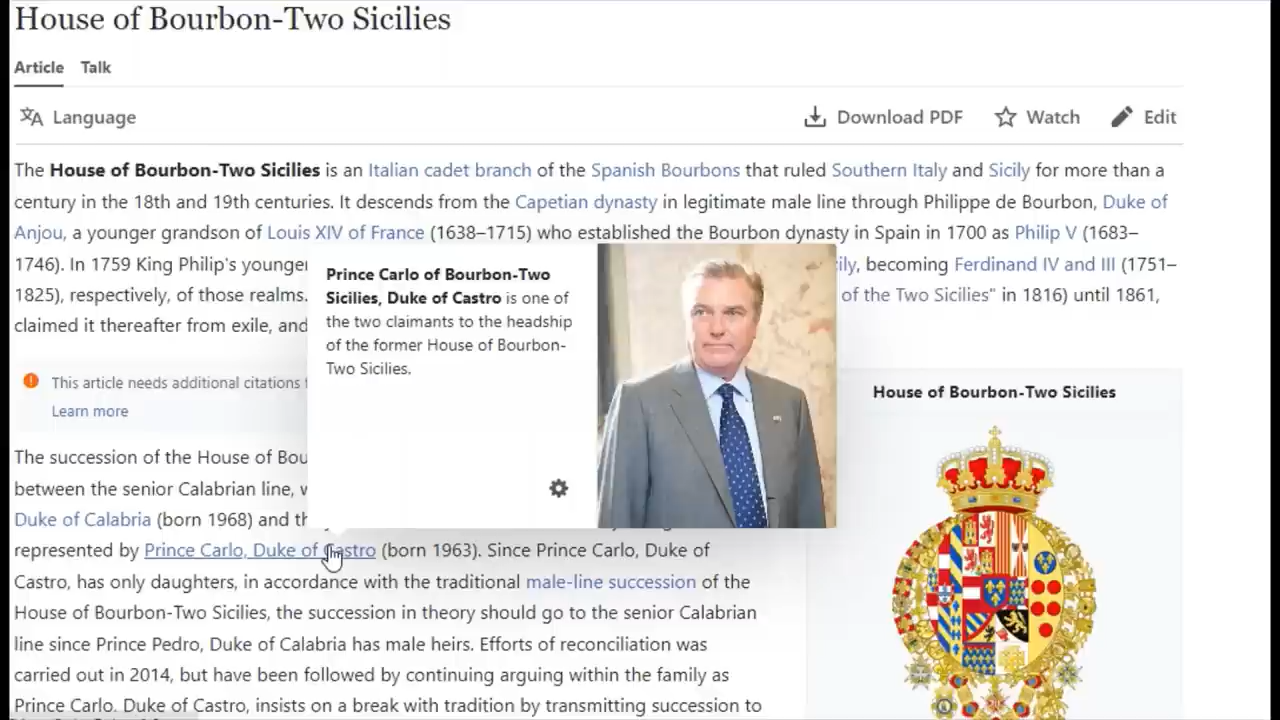 House of Bourbon-Two Sicilies
Article Talk
Language Download PDF Watch Edit
The House of Bourbon-Two Sicilies is an Italian cadet branch of the Spanish Bourbons that ruled Southern Italy and Sicily for more than a
century in the 18th and 19th centuries. It descends from the Capetian dynasty in legitimate male line through Philippe de Bourbon, Duke of
Anjou, a younger grandson of Louis XIV of France (1638–1715) who established the Bourbon dynasty in Spain in 1700 as Philip V (1683–
1746). In 1759 King Philip's younger ily, becoming Ferdinand IV and III (1751–
1825), respectively, of those realms. of the Two Sicilies" in 1816) until 1861,
claimed it thereafter from exile, and
Prince Carlo of Bourbon-Two
Sicilies, Duke of Castro is one of
the two claimants to the headship
of the former House of Bourbon-
Two Sicilies.
This article needs additional citations
Learn more
House of Bourbon-Two Sicilies
The succession of the House of Bou
between the senior Calabrian line,
Duke of Calabria (born 1968) and
represented by Prince Carlo, Duke of Castro (born 1963). Since Prince Carlo, Duke of
Castro, has only daughters, in accordance with the traditional male-line succession of the
House of Bourbon-Two Sicilies, the succession in theory should go to the senior Calabrian
line since Prince Pedro, Duke of Calabria has male heirs. Efforts of reconciliation was
carried out in 2014, but have been followed by continuing arguing within the family as
Prince Carlo. Duke of Castro, insists on a break with tradition by transmitting succession to